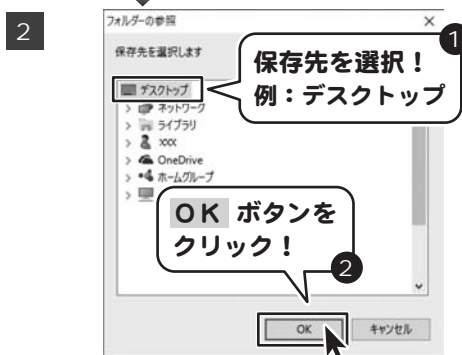 2
フォルダーの参照
保存先を選択します
1
保存先を選択！
例：デスクトップ
デスクトップ
ネットワーク
ライブラリ
xxx
OneDrive
ホームグループ
OK ボタンを
クリック！
2
OK
キャンセル